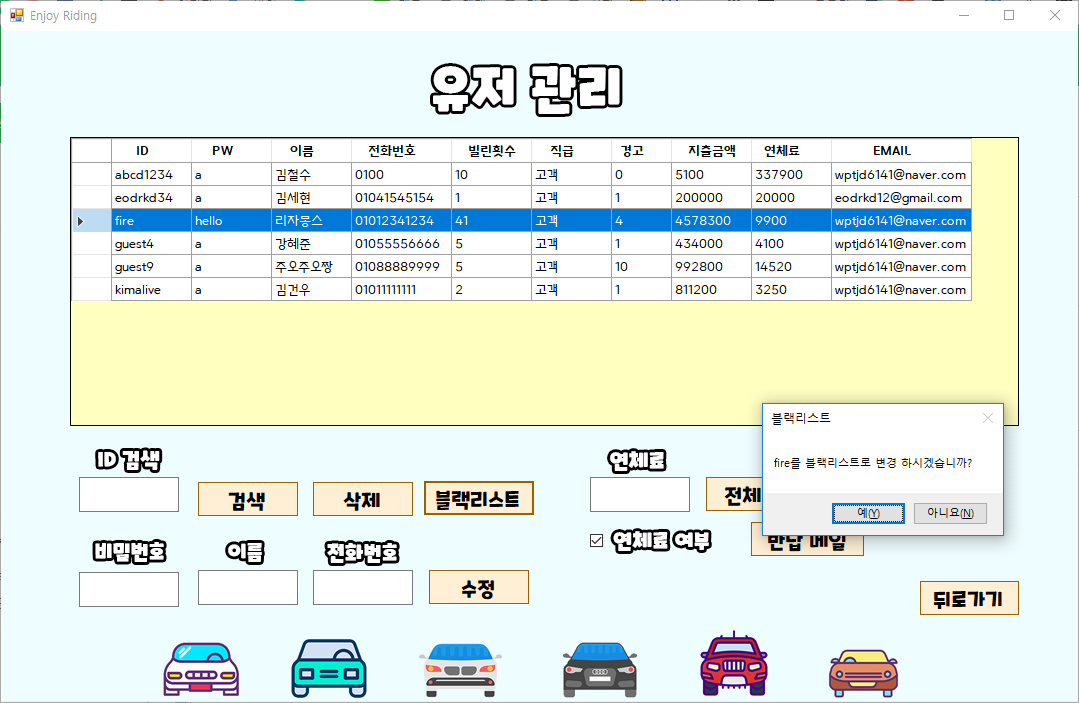 Enjoy Riding
유저 관리
ID PW 이름 전화번호 빌린횟수 직급 경고 지출금액 연체료 EMAIL
abcd1234 a 김철수 0100 10 고객 0 5100 337900 wptjd6141@naver.com
eodrkd34 a 김세현 01041545154 1 고객 1 200000 20000 eodrkd12@gmail.com
fire hello 리자몽스 01012341234 41 고객 4 4578300 9900 wptjd6141@naver.com
guest4 a 강혜준 01055556666 5 고객 1 434000 4100 wptjd6141@naver.com
guest9 a 주오주오짱 01088889999 5 고객 10 992800 14520 wptjd6141@naver.com
kimalive a 김건우 01011111111 2 고객 1 811200 3250 wptjd6141@naver.com
블랙리스트
fire를 블랙리스트로 변경 하시겠습니까?
예(Y) 아니요(N)
ID 검색 연체료
검색 삭제 블랙리스트 전체
비밀번호 이름 전화번호 연체료 여부 반납 메일
수정
뒤로가기